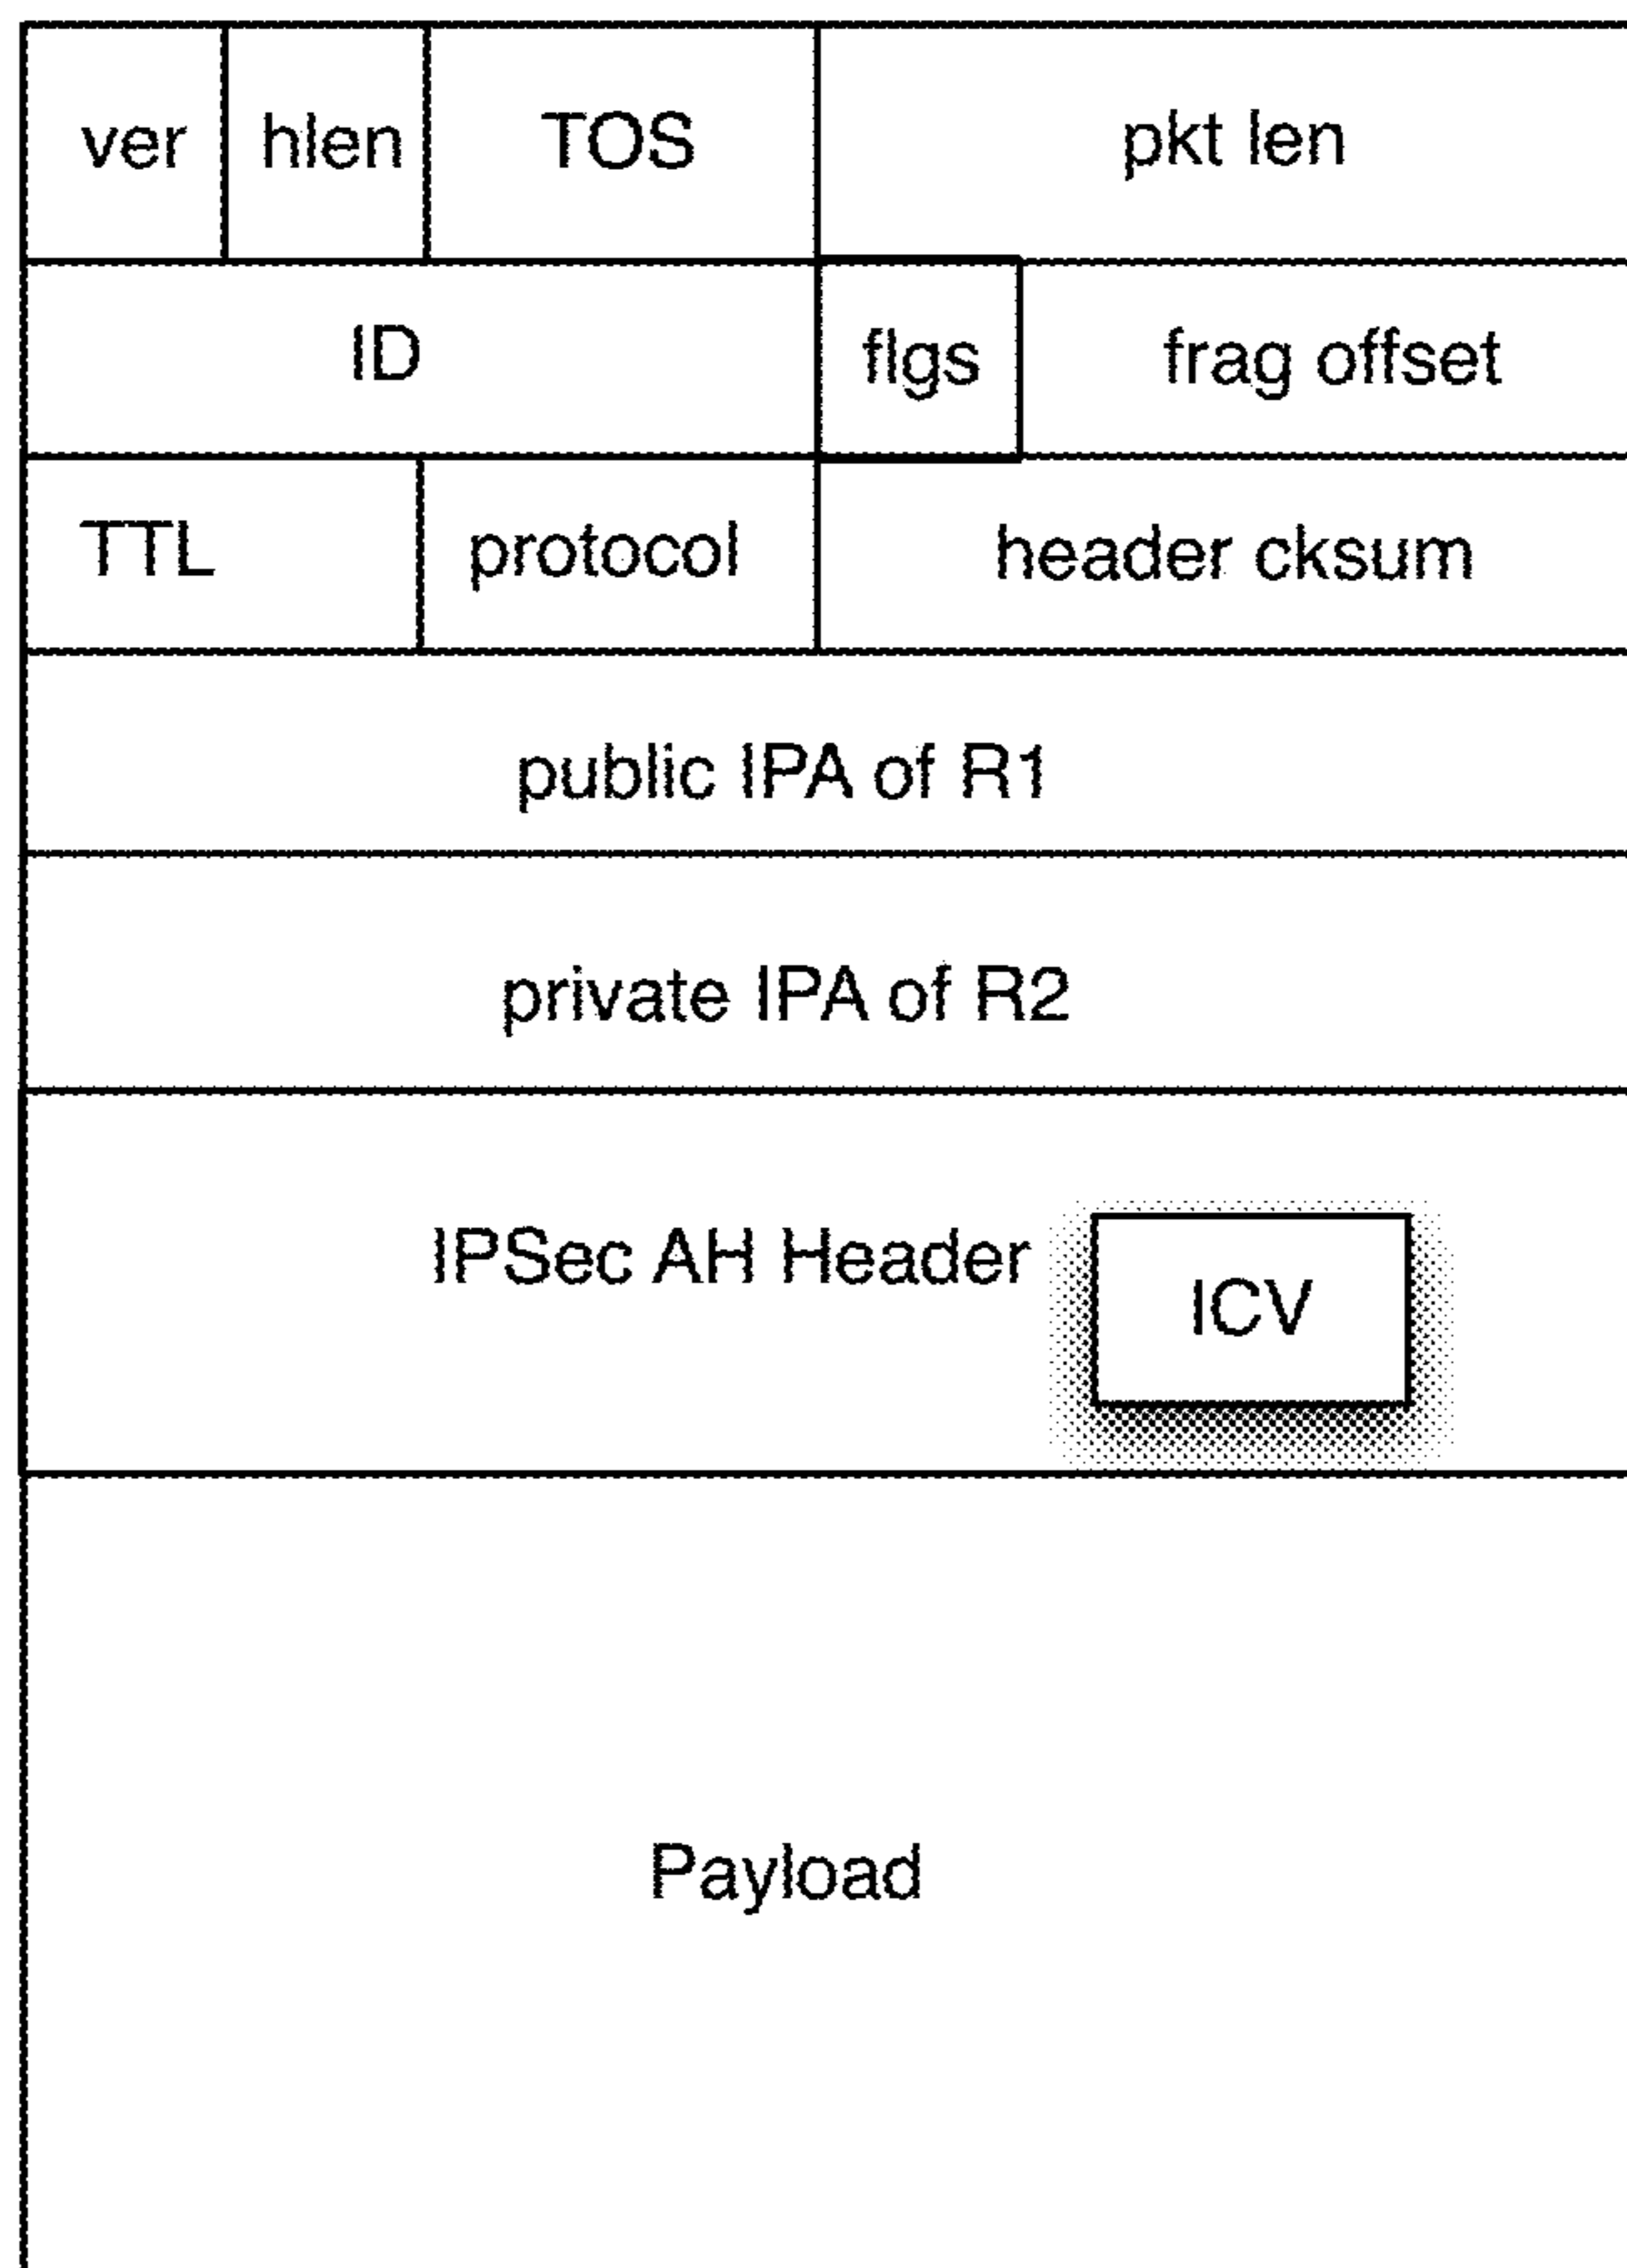 ver hlen TOS pkt len
ID flgs frag offset
TTL protocol header cksum
public IPA of R1
private IPA of R2
IPSec AH Header
ICV
Payload